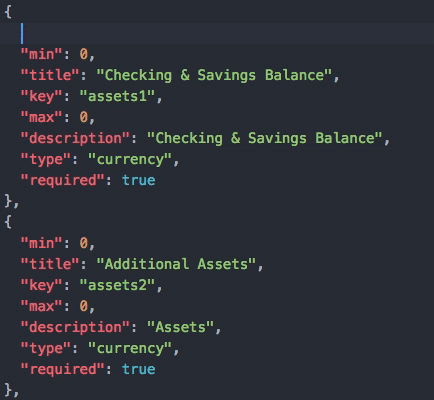 {
"min": 0,
"title": "Checking & Savings Balance",
"key": "assets1",
"max": 0,
"description": "Checking & Savings Balance",
"type": "currency",
"required": true
},
{
"min": 0,
"title": "Additional Assets",
"key": "assets2",
"max": 0,
"description": "Assets",
"type": "currency",
"required": true
},